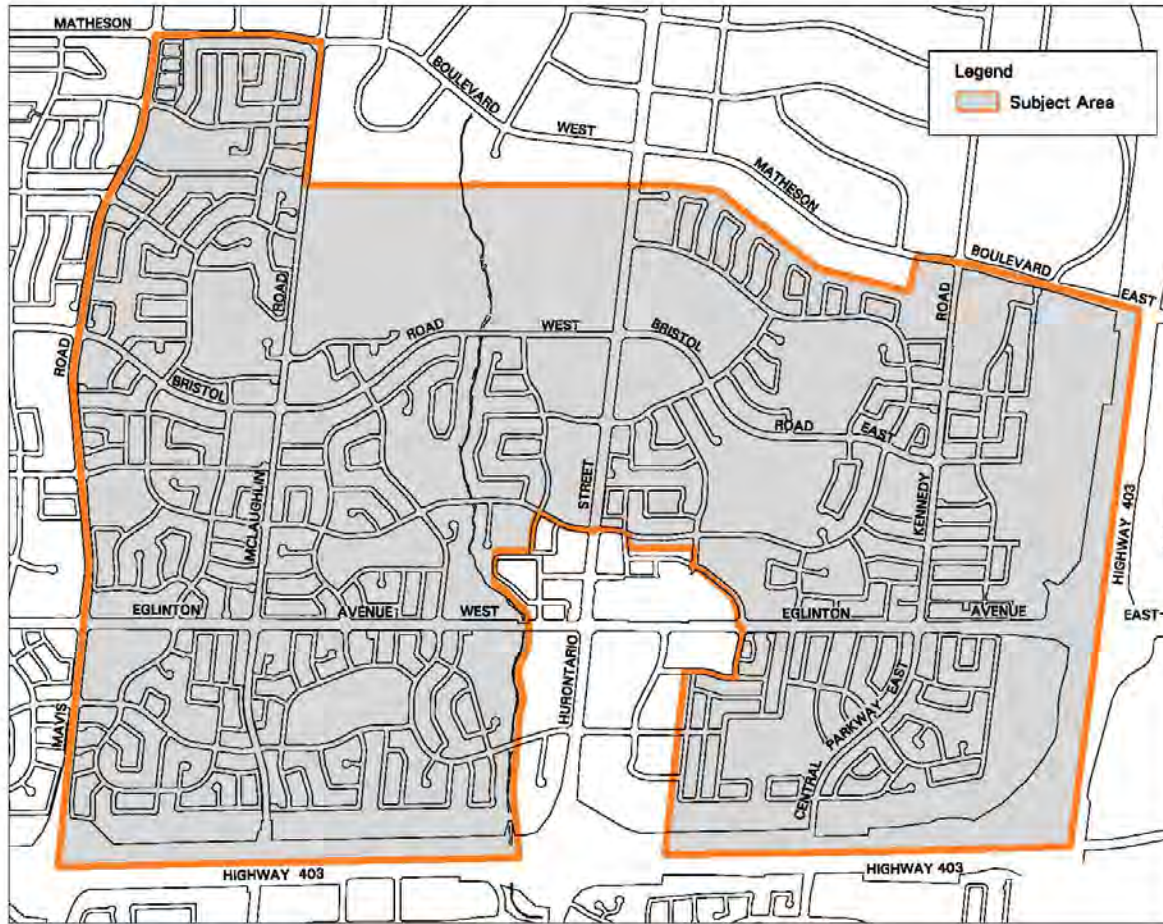 MATHESON
BOULEVARD
WEST
MATHESON
BOULEVARD
EAST
Legend
Subject Area
ROAD
ROAD
ROAD
WEST
BRISTOL
ROAD
ROAD
BRISTOL
ROAD
EAST
MCLAUGHLIN
STREET
KENNEDY
HIGHWAY 403
EGLINTON
AVENUE
WEST
EGLINTON
AVENUE
EAST
MAVIS
HURONTARIO
CENTRAL
PARKWAY
EAST
HIGHWAY 403
HIGHWAY 403